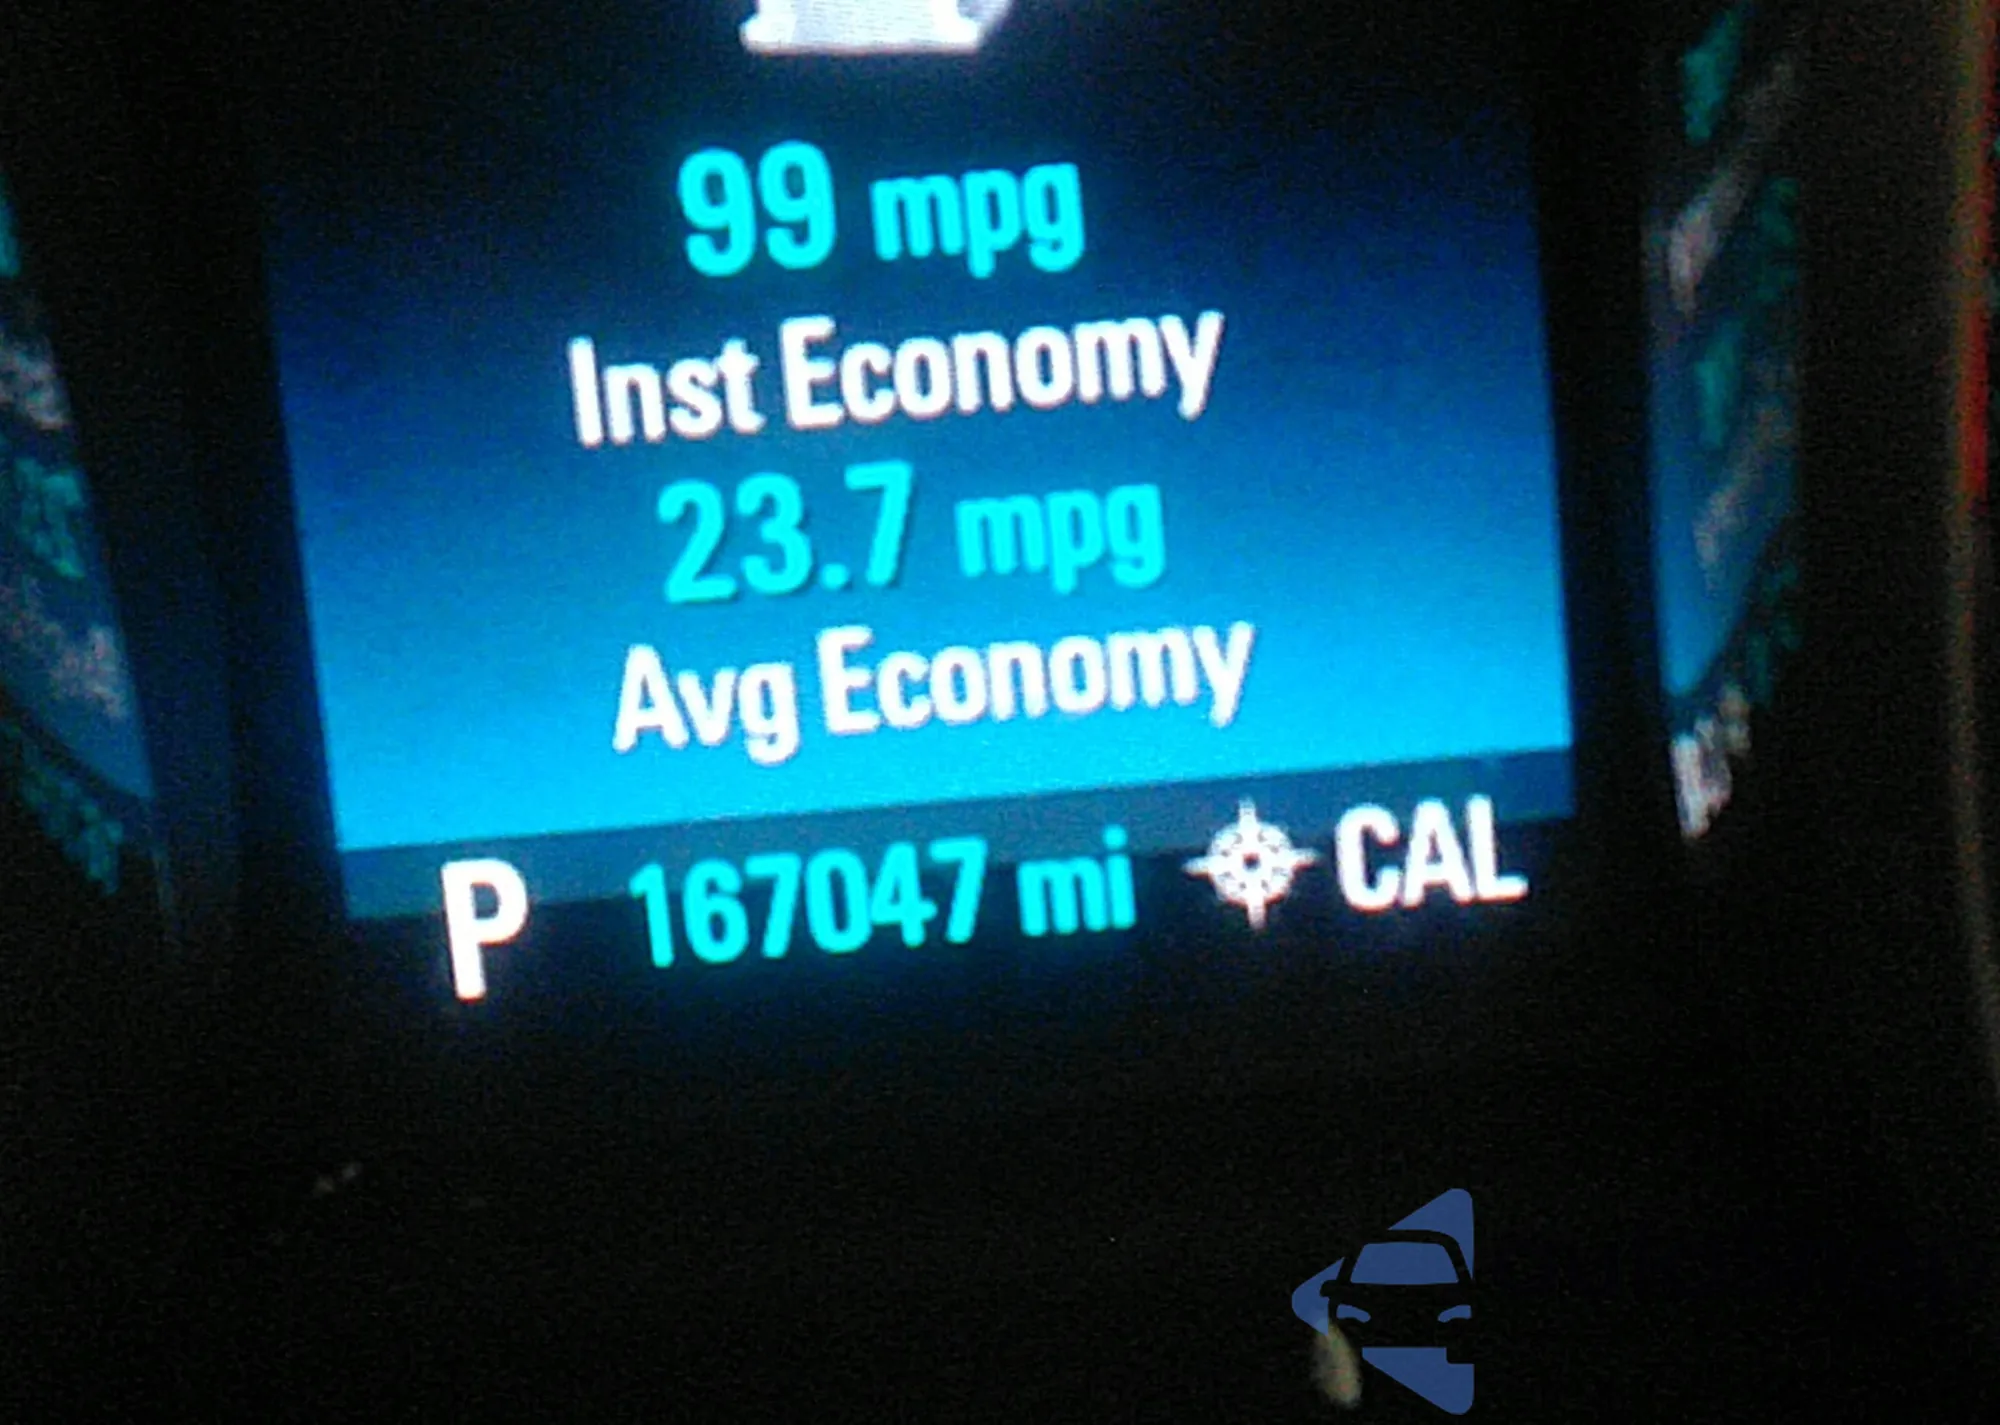 99 mpg
Inst Economy
23.7 mpg
Avg Economy
P 167047 mi CAL